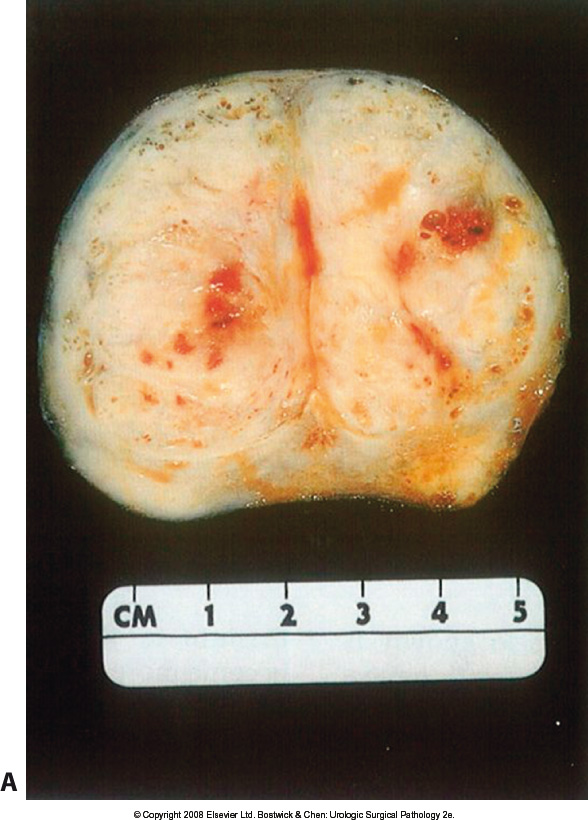 CM 1 2 3 4 5
A
© Copyright 2008 Elsevier Ltd. Bostwick & Chen: Urologic Surgical Pathology 2e.